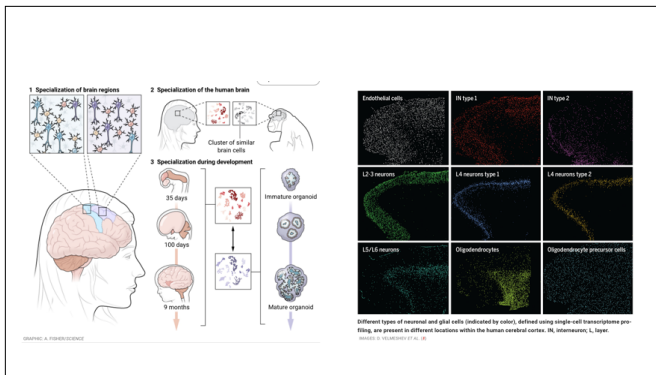 1 Specialization of brain regions
2 Specialization of the human brain
Cluster of similar
brain cells
3 Specialization during development
35 days
100 days
9 months
Immature organoid
Mature organoid
GRAPHIC: A. FISHER/SCIENCE
Endothelial cells
IN type 1
IN type 2
L2-3 neurons
L4 neurons type 1
L4 neurons type 2
L5/L6 neurons
Oligodendrocytes
Oligodendrocyte precursor cells
Different types of neurenal and glial cells (indicated by color), defined using single-cell transcriptome pro-
filing, are present in different locations within the human cerebral cortex. IN, interneuron; L, layer.
IMAGES: D. VELMESHEV ET AL. (8)